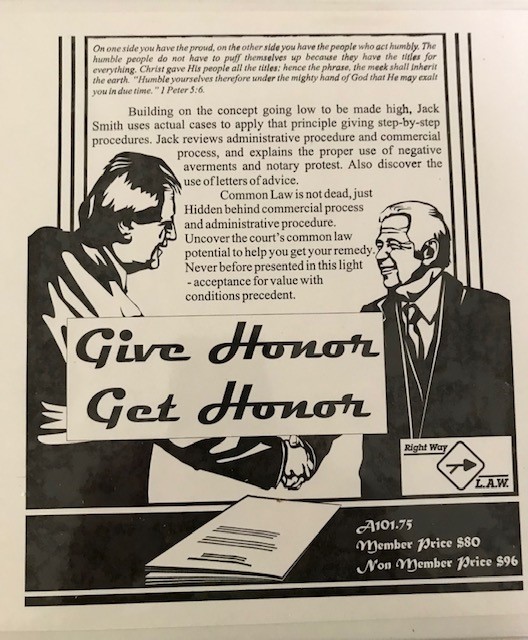 On one side you have the proud, on the other side you have the people who act humbly. The
humble people do not have to puff themselves up because they have the titles for
everything. Christ gave His people all the titles: hence the phrase, the meek shall inherit
the earth. "Humble yourselves therefore under the mighty hand of God that He may exalt
you in due time." I Peter 5:6.
Building on the concept going low to be made high, Jack
Smith uses actual cases to apply that principle giving step-by-step
procedures. Jack reviews administrative procedure and commercial
process, and explains the proper use of negative
averments and notary protest. Also discover the
use of letters of advice.
Common Law is not dead, just
Hidden behind commercial process
and administrative procedure.
Uncover the court's common law
potential to help you get your remedy.
Never before presented in this light
- acceptance for value with
conditions precedent.
Give Honor
Get Honor
Right Way
L.A.W.
A101.75
Member Price $80
Non Member Price $96